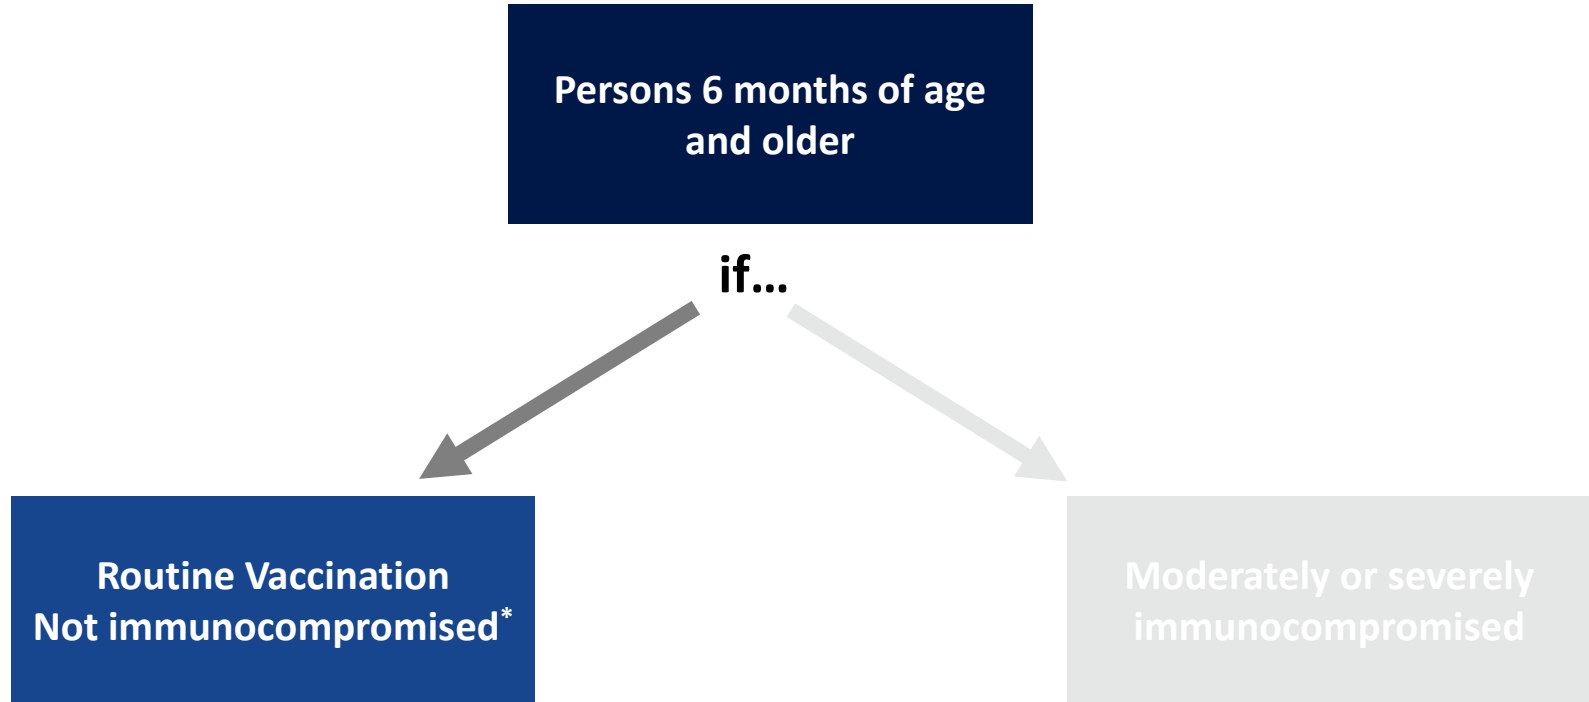 Persons 6 months of age
and older
if...
Routine Vaccination
Not immunocompromised*
Moderately or severely
immunocompromised